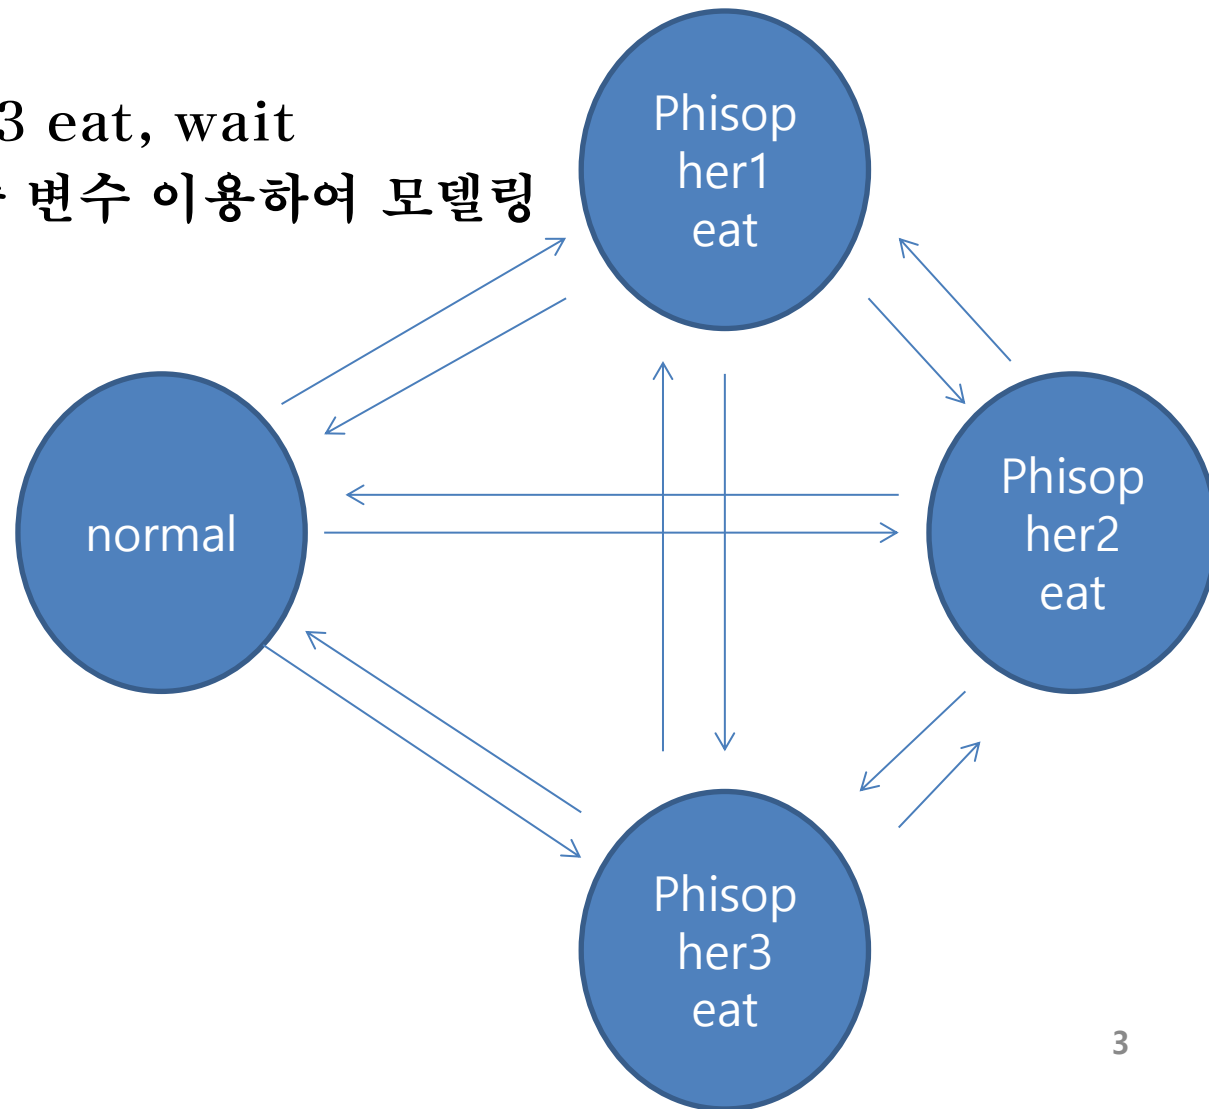 3 eat, wait
변수 이용하여 모델링
Phisop
her1
eat
normal
Phisop
her2
eat
Phisop
her3
eat
3